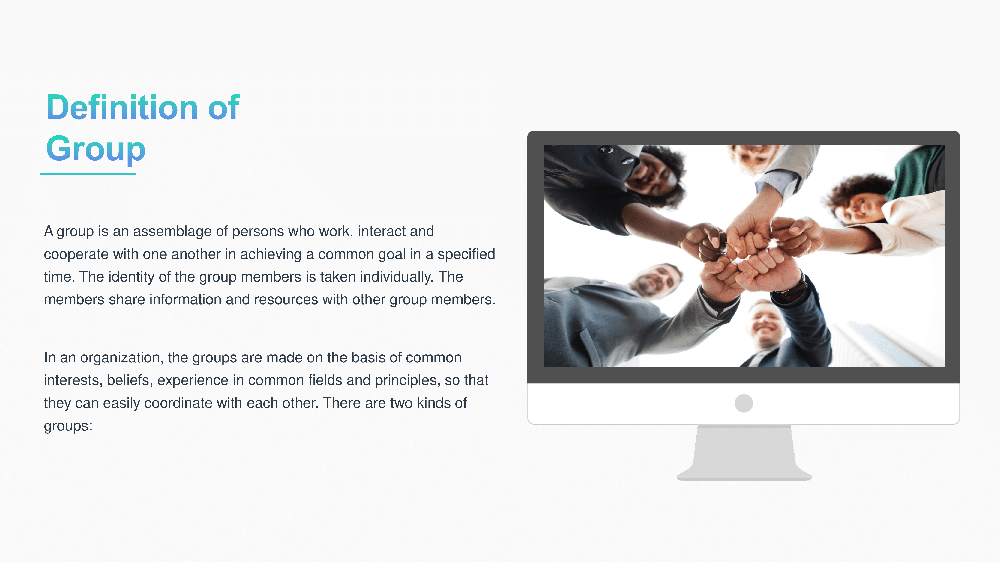 Definition of
Group
A group is an assemblage of persons who work. interact and
cooperate with one another in achieving a common goal in a specified
time. The identity of the group members is taken individually. The
members share information and resources with other group members.
In an organization, the groups are made on the basis of common
interests, beliefs, experience in common fields and principles, so that
they can easily coordinate with each other. There are two kinds of
groups: